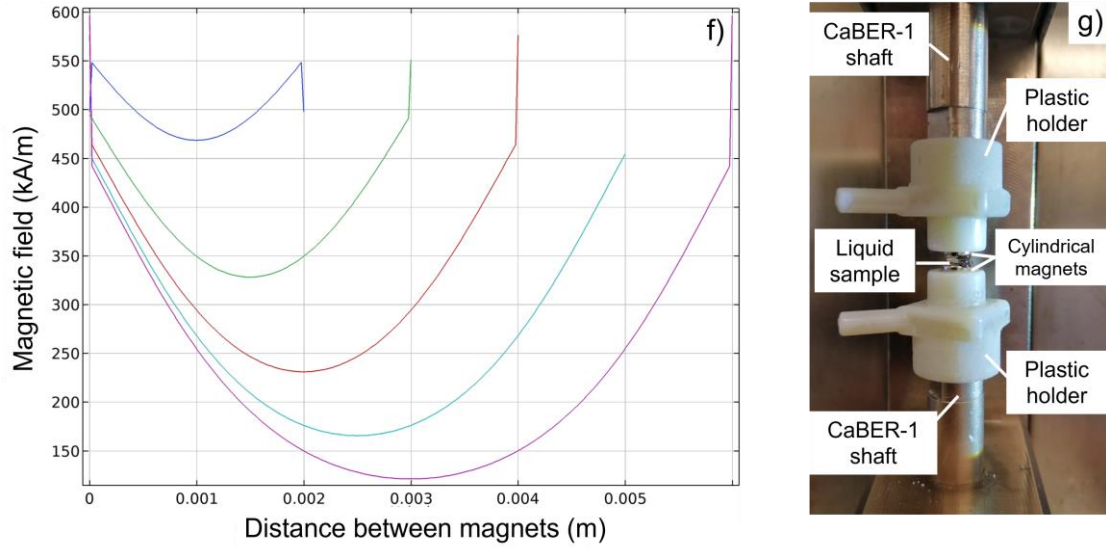 f)
Magnetic field (kA/m)
600
550
500
450
400
350
300
250
200
150
0
0.001
0.002
0.003
0.004
0.005
Distance between magnets (m)
g)
CaBER-1
shaft
Plastic
holder
Liquid
sample
Cylindrical
magnets
Plastic
holder
CaBER-1
shaft